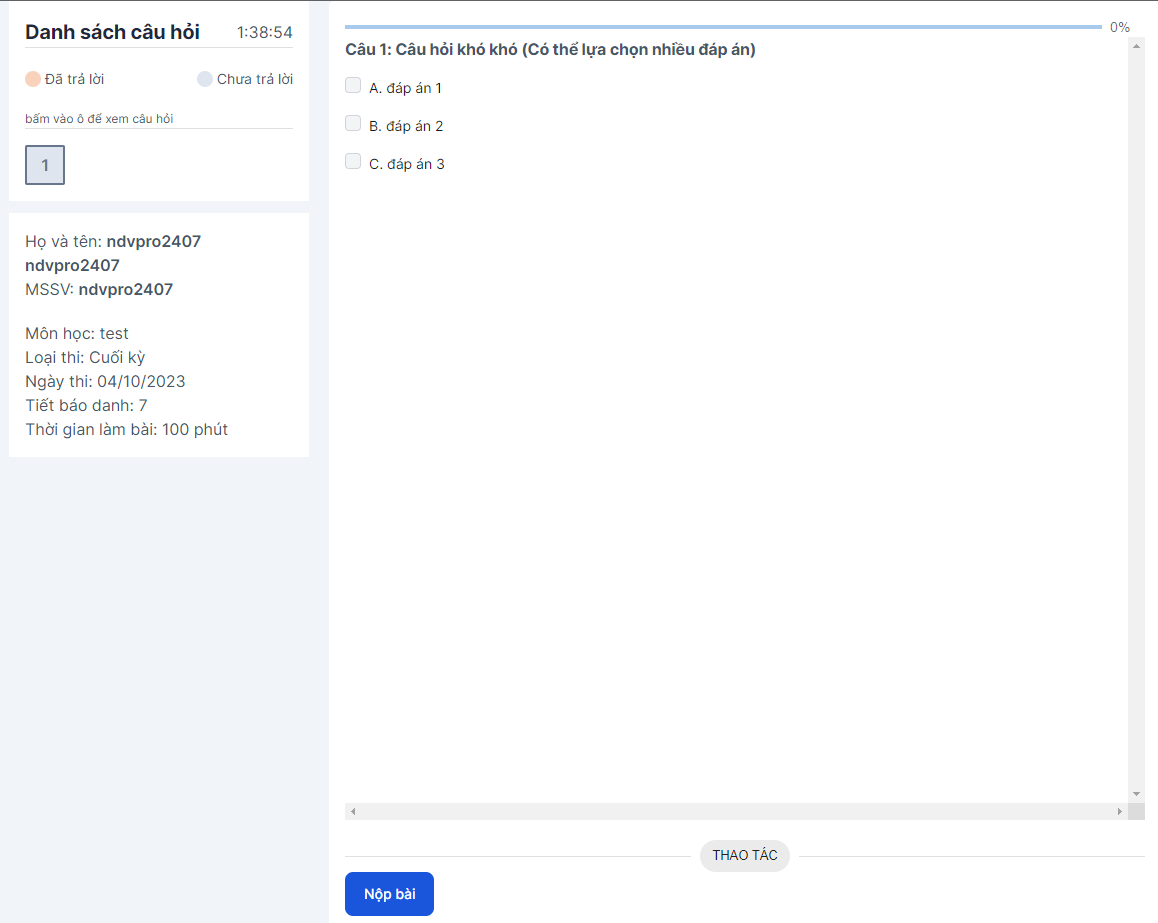 Danh sách câu hỏi 1:38:54
Đã trả lời Chưa trả lời
bấm vào ô để xem câu hỏi
1
Họ và tên: ndvpro2407
ndvpro2407
MSSV: ndvpro2407
Môn học: test
Loại thi: Cuối kỳ
Ngày thi: 04/10/2023
Tiết báo danh: 7
Thời gian làm bài: 100 phút
0%
Câu 1: Câu hỏi khó khó (Có thể lựa chọn nhiều đáp án)
A. đáp án 1
B. đáp án 2
C. đáp án 3
THAO TÁC
Nộp bài